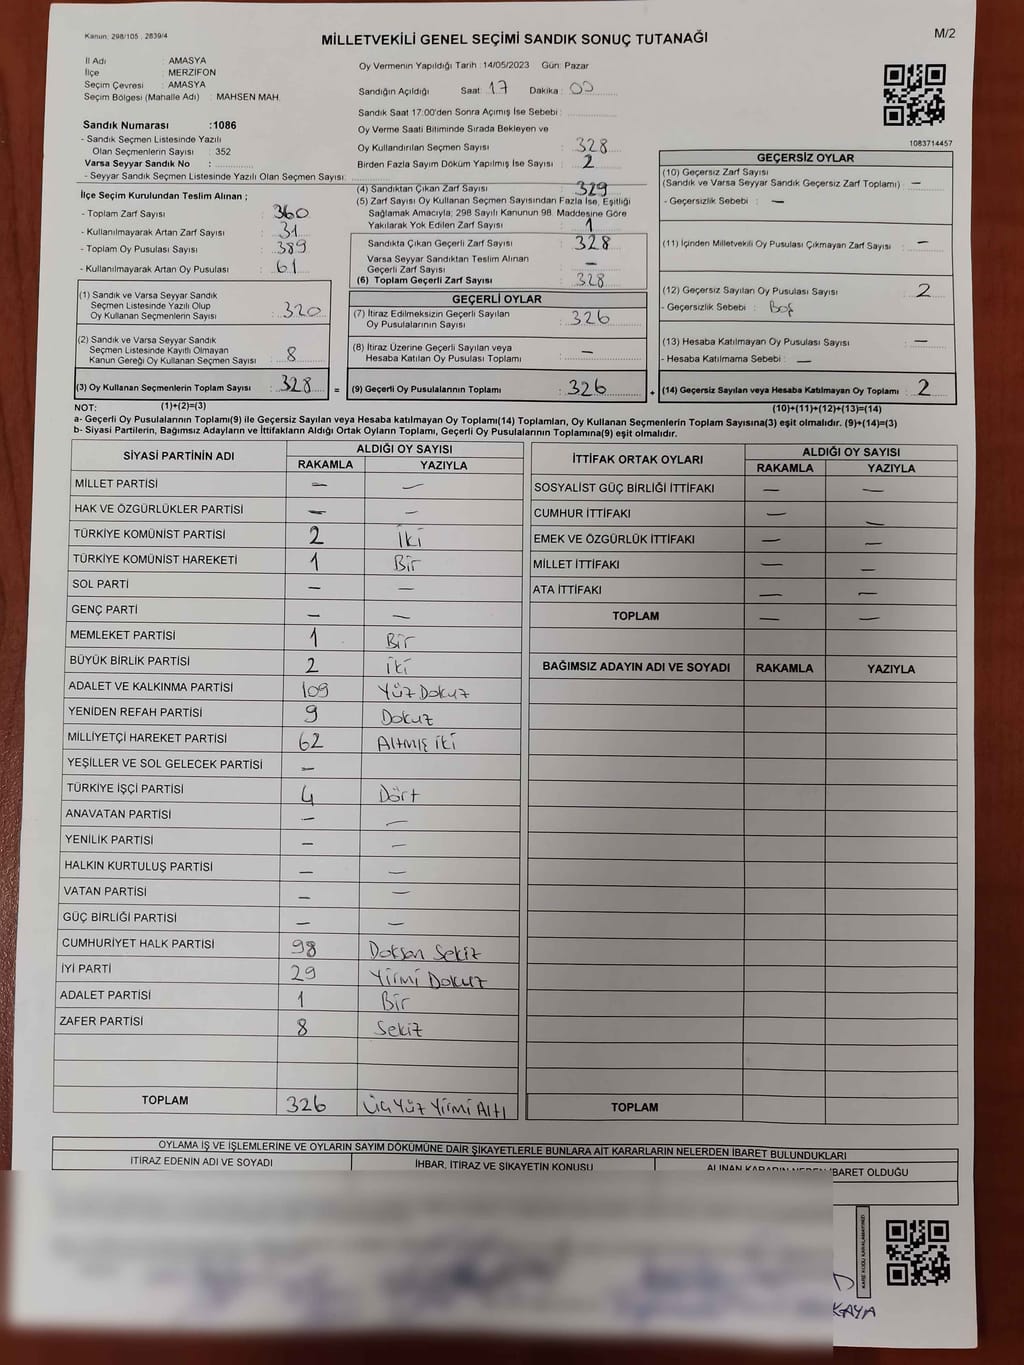 Kanun: 298/105 . 2839/4
MİLLETVEKİLİ GENEL SEÇİMİ SANDIK SONUÇ TUTANAĞI
M/2
İl Adı : AMASYA
İlçe : MERZİFON
Seçim Çevresi : AMASYA
Seçim Bölgesi (Mahalle Adı) : MAHSEN MAH.
Sandık Numarası : 1086
- Sandık Seçmen Listesinde Yazılı
Olan Seçmenlerin Sayısı : 352
Varsa Seyyar Sandık No :
- Seyyar Sandık Seçmen Listesinde Yazılı Olan Seçmen Sayısı:
Oy Vermenin Yapıldığı Tarih : 14/05/2023 Gün: Pazar
Sandığın Açıldığı Saat : 17 Dakika : 00
Sandık Saat 17:00'den Sonra Açımış İse Sebebi :
Oy Verme Saati Bitiminde Sırada Bekleyen ve
Oy Kullandırılan Seçmen Sayısı : 328
Birden Fazla Sayım Döküm Yapılmış İse Sayısı : 2
1083714457
İlçe Seçim Kurulundan Teslim Alınan ;
- Toplam Zarf Sayısı : 360
- Kullanılmayarak Artan Zarf Sayısı : 31
- Toplam Oy Pusulası Sayısı : 389
- Kullanılmayarak Artan Oy Pusulası : 61
(4) Sandıktan Çıkan Zarf Sayısı : 329
(5) Zarf Sayısı Oy Kullanan Seçmen Sayısından Fazla İse, Eşitliği
Sağlamak Amacıyla; 298 Sayılı Kanunun 98. Maddesine Göre
Yakılarak Yok Edilen Zarf Sayısı : 1
Sandıkta Çıkan Geçerli Zarf Sayısı : 328
Varsa Seyyar Sandıktan Teslim Alınan
Geçerli Zarf Sayısı : —
(6) Toplam Geçerli Zarf Sayısı : 328
GEÇERSİZ OYLAR
(10) Geçersiz Zarf Sayısı
(Sandık ve Varsa Seyyar Sandık Geçersiz Zarf Toplamı) : —
- Geçersizlik Sebebi : —
(11) İçinden Milletvekili Oy Pusulası Çıkmayan Zarf Sayısı : —
(12) Geçersiz Sayılan Oy Pusulası Sayısı : 2
- Geçersizlik Sebebi : Boş
(13) Hesaba Katılmayan Oy Pusulası Sayısı : —
- Hesaba Katılmama Sebebi : —
(1) Sandık ve Varsa Seyyar Sandık
Seçmen Listesinde Yazılı Olup
Oy Kullanan Seçmenlerin Sayısı : 320
(2) Sandık ve Varsa Seyyar Sandık
Seçmen Listesinde Kayıtlı Olmayan
Kanun Gereği Oy Kullanan Seçmen Sayısı : 8
GEÇERLİ OYLAR
(7) İtiraz Edilmeksizin Geçerli Sayılan
Oy Pusulalarının Sayısı : 326
(8) İtiraz Üzerine Geçerli Sayılan veya
Hesaba Katılan Oy Pusulası Toplamı : —
(3) Oy Kullanan Seçmenlerin Toplam Sayısı : 328 = (9) Geçerli Oy Pusulalarının Toplamı : 326 + (14) Geçersiz Sayılan veya Hesaba Katılmayan Oy Toplamı : 2
NOT: (1)+(2)=(3) (10)+(11)+(12)+(13)=(14)
a- Geçerli Oy Pusulalarının Toplamı(9) ile Geçersiz Sayılan veya Hesaba katılmayan Oy Toplamı(14) Toplamları, Oy Kullanan Seçmenlerin Toplam Sayısına(3) eşit olmalıdır. (9)+(14)=(3)
b- Siyasi Partilerin, Bağımsız Adayların ve İttifakların Aldığı Ortak Oyların Toplamı, Geçerli Oy Pusulalarının Toplamına(9) eşit olmalıdır.
SİYASİ PARTİNİN ADI ALDIĞI OY SAYISI
RAKAMLA YAZIYLA
MİLLET PARTİSİ — —
HAK VE ÖZGÜRLÜKLER PARTİSİ — —
TÜRKİYE KOMÜNİST PARTİSİ 2 İki
TÜRKİYE KOMÜNİST HAREKETİ 1 Bir
SOL PARTİ — —
GENÇ PARTİ — —
MEMLEKET PARTİSİ 1 Bir
BÜYÜK BİRLİK PARTİSİ 2 iki
ADALET VE KALKINMA PARTİSİ 109 Yüz Dokuz
YENİDEN REFAH PARTİSİ 9 Dokuz
MİLLİYETÇİ HAREKET PARTİSİ 62 Altmış iki
YEŞİLLER VE SOL GELECEK PARTİSİ —
TÜRKİYE İŞÇİ PARTİSİ 4 Dört
ANAVATAN PARTİSİ — —
YENİLİK PARTİSİ — —
HALKIN KURTULUŞ PARTİSİ — —
VATAN PARTİSİ — —
GÜÇ BİRLİĞİ PARTİSİ — —
CUMHURİYET HALK PARTİSİ 98 Doksan Sekiz
İYİ PARTİ 29 Yirmi Dokuz
ADALET PARTİSİ 1 Bir
ZAFER PARTİSİ 8 Sekiz
TOPLAM 326 Üç Yüz Yirmi Altı
İTTİFAK ORTAK OYLARI ALDIĞI OY SAYISI
RAKAMLA YAZIYLA
SOSYALİST GÜÇ BİRLİĞİ İTTİFAKI — —
CUMHUR İTTİFAKI — —
EMEK VE ÖZGÜRLÜK İTTİFAKI — —
MİLLET İTTİFAKI — —
ATA İTTİFAKI — —
TOPLAM — —
BAĞIMSIZ ADAYIN ADI VE SOYADI RAKAMLA YAZIYLA
TOPLAM
OYLAMA İŞ VE İŞLEMLERİNE VE OYLARIN SAYIM DÖKÜMÜNE DAİR ŞİKAYETLERLE BUNLARA AİT KARARLARIN NELERDEN İBARET BULUNDUKLARI
İTİRAZ EDENİN ADI VE SOYADI İHBAR, İTİRAZ VE ŞİKAYETİN KONUSU ALINAN KARARIN NEDEN İBARET OLDUĞU
KARE KODU KARALAMAYINIZ!
KAYA